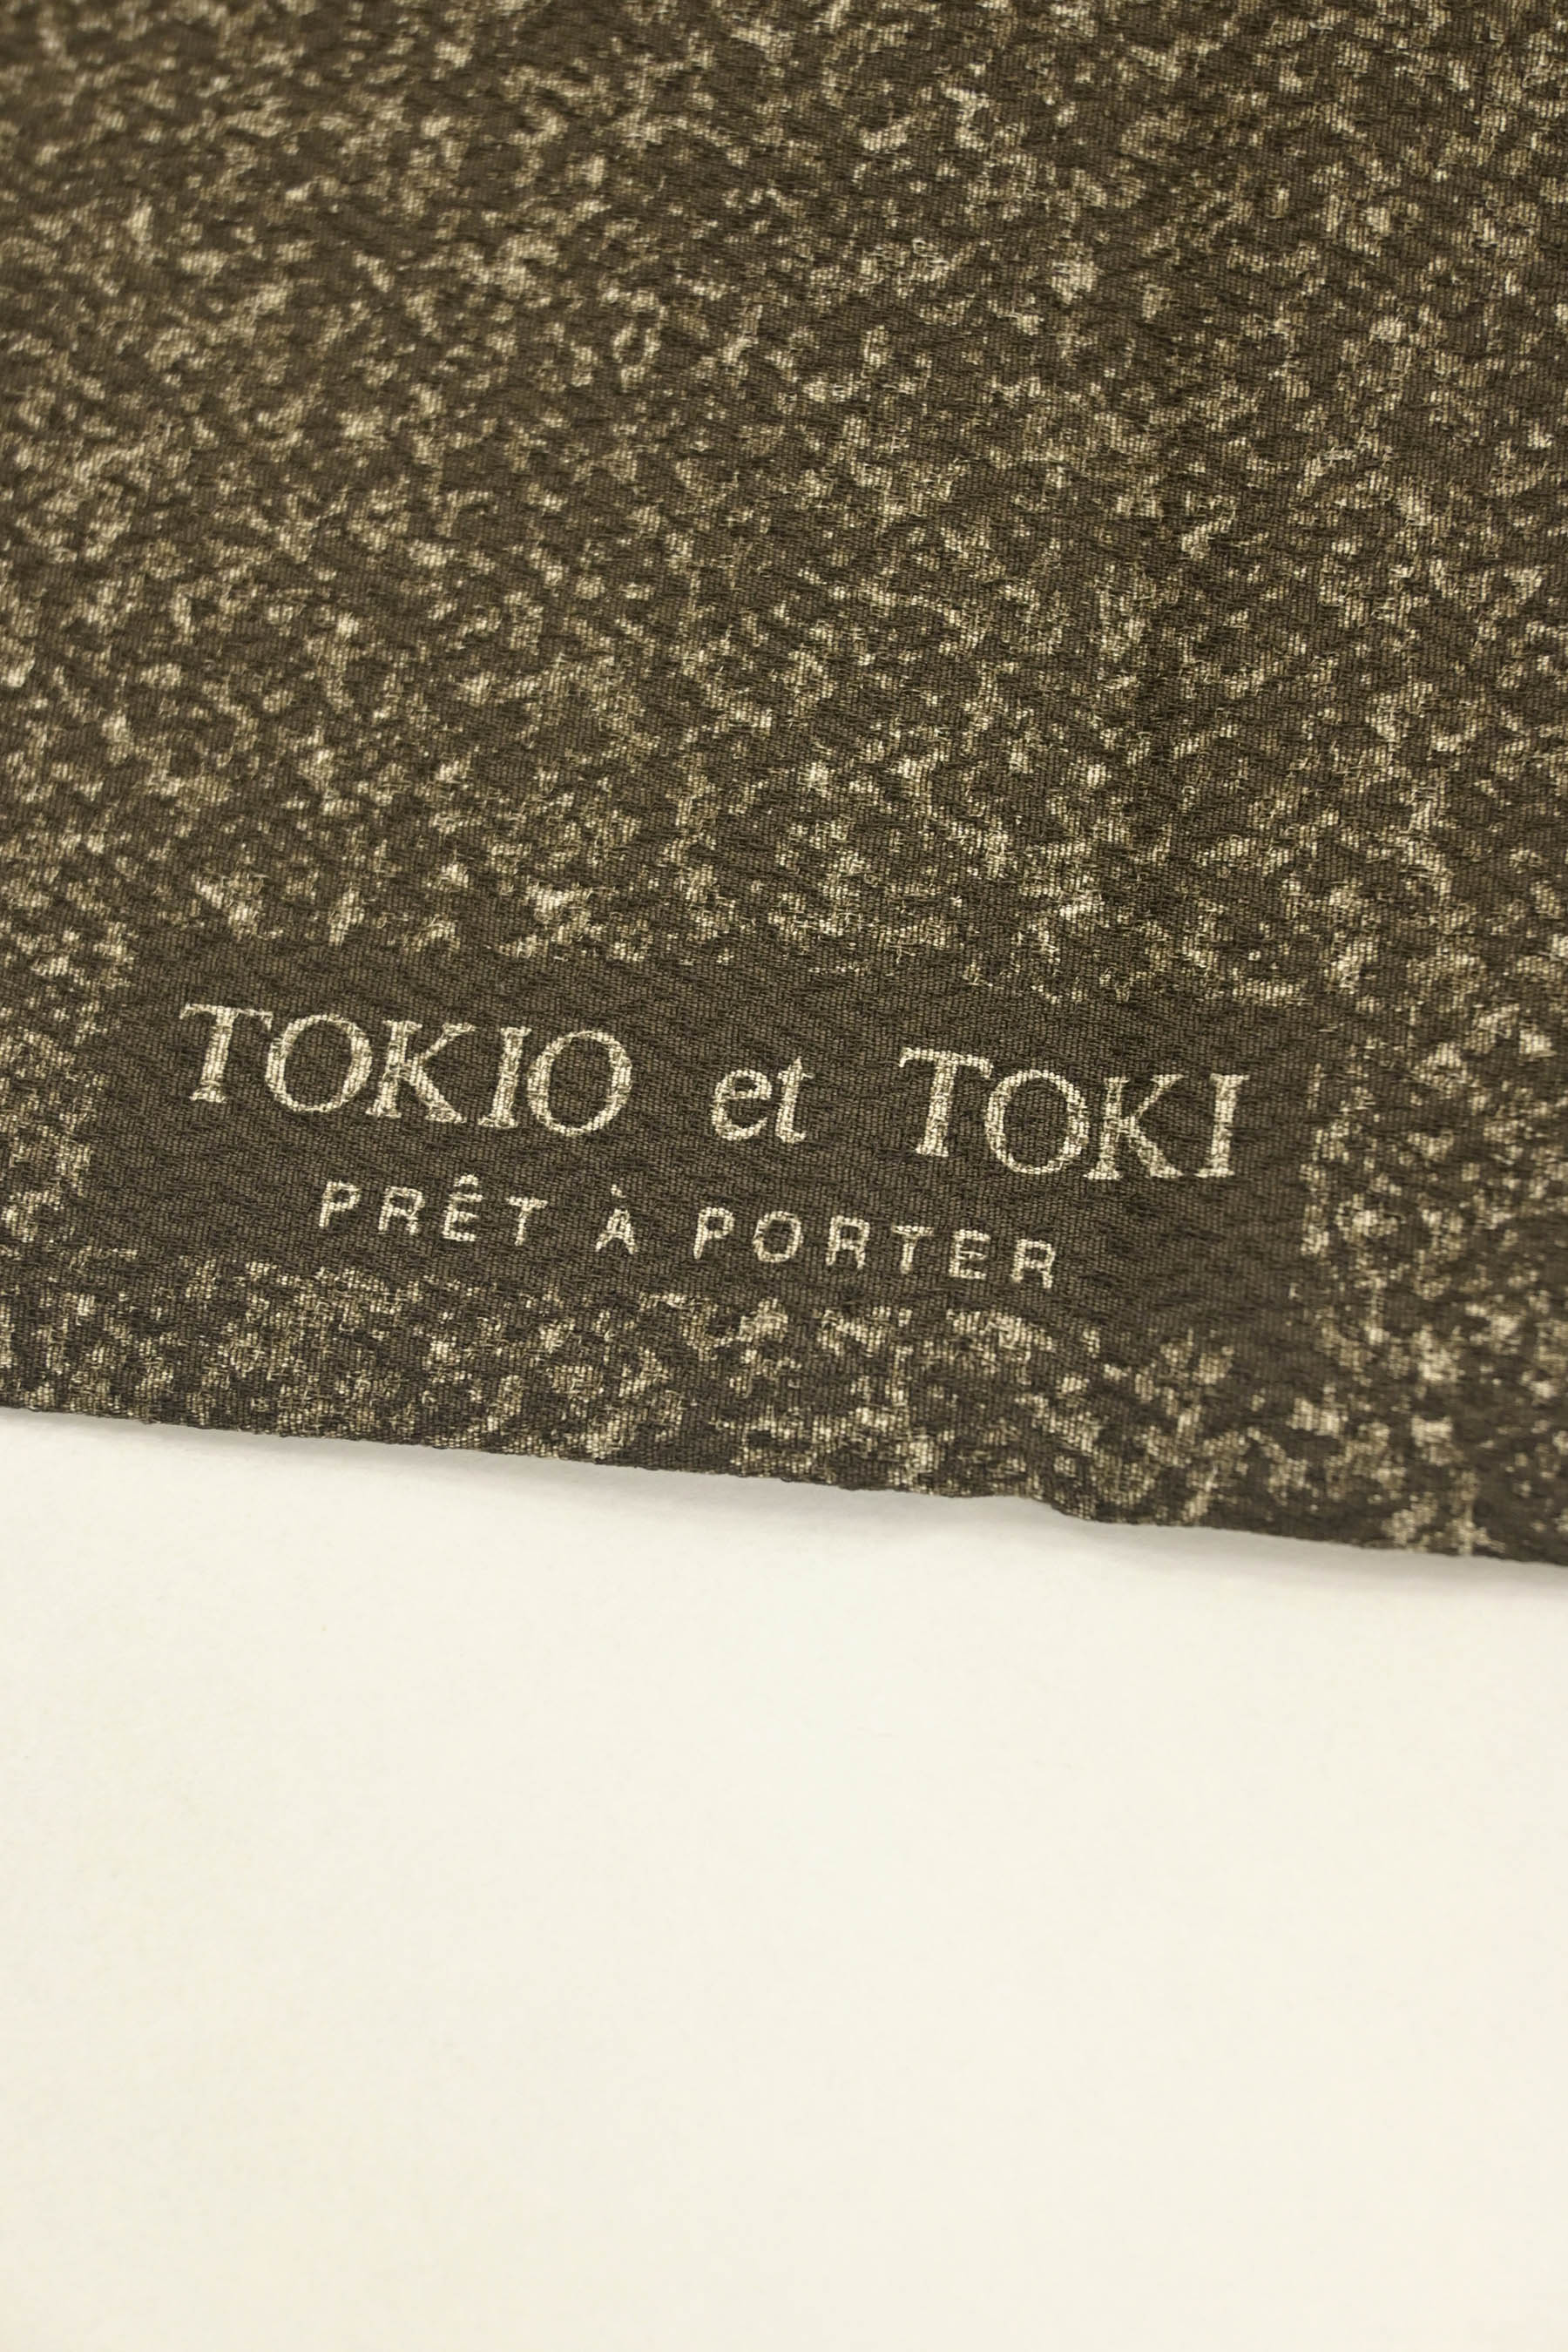 TOKIO et TOKI
PRÊT À PORTER